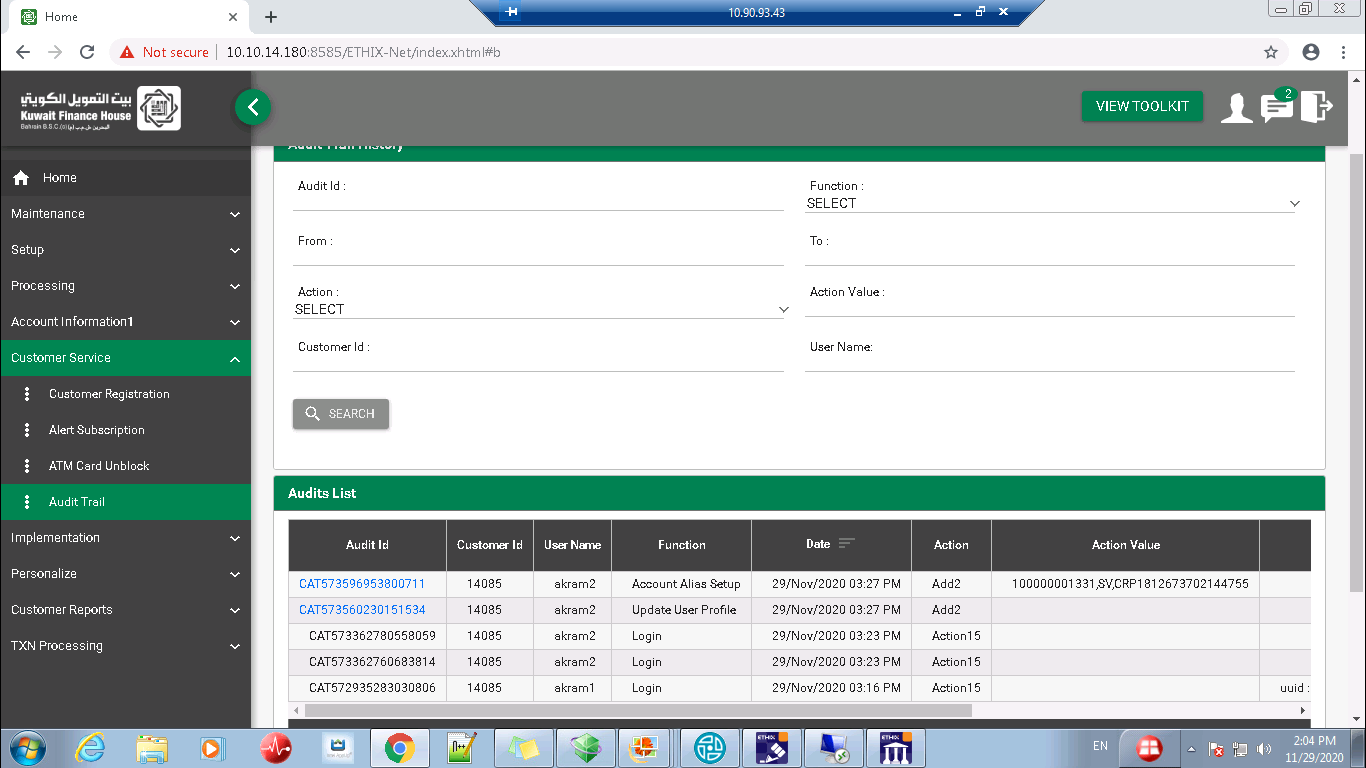 Home
10.90.93.43
Not secure 10.10.14.180:8585/ETHIX-Net/index.xhtml#b
بيت التمويل الكويتي
Kuwait Finance House
VIEW TOOLKIT
2
Audit Trail History
Home
Maintenance
Setup
Processing
Account Information1
Customer Service
Customer Registration
Alert Subscription
ATM Card Unblock
Audit Trail
Implementation
Personalize
Customer Reports
TXN Processing
Audit Id :
Function :
SELECT
From :
To :
Action :
SELECT
Action Value :
Customer Id :
User Name:
SEARCH
Audits List
Audit Id Customer Id User Name Function Date Action Action Value
CAT573596953800711 14085 akram2 Account Alias Setup 29/Nov/2020 03:27 PM Add2 100000001331,SV,CRP1812673702144755
CAT573560230151534 14085 akram2 Update User Profile 29/Nov/2020 03:27 PM Add2
CAT573362780558059 14085 akram2 Login 29/Nov/2020 03:23 PM Action15
CAT573362760683814 14085 akram2 Login 29/Nov/2020 03:23 PM Action15
CAT572935283030806 14085 akram1 Login 29/Nov/2020 03:16 PM Action15 uuid :
ETHIX
ETHIX
EN
2:04 PM
11/29/2020